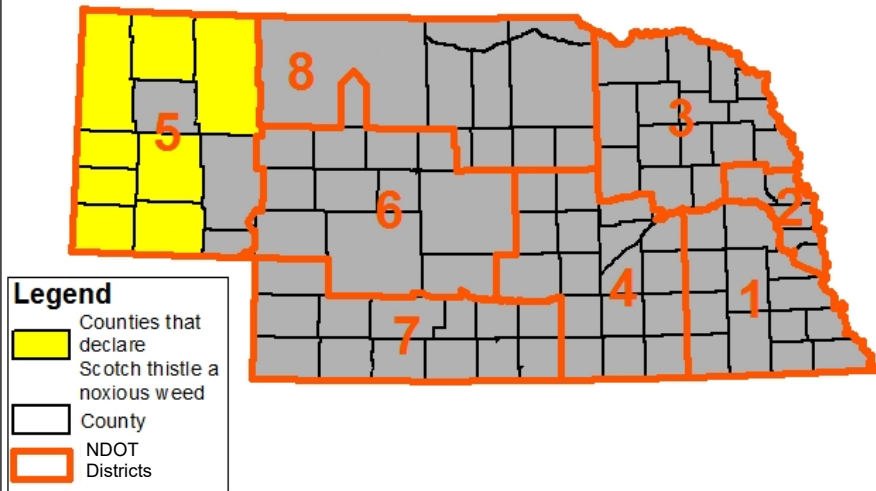 8
3
5
6
2
4
1
7
Legend
Counties that
declare
Scotch thistle a
noxious weed
County
NDOT
Districts